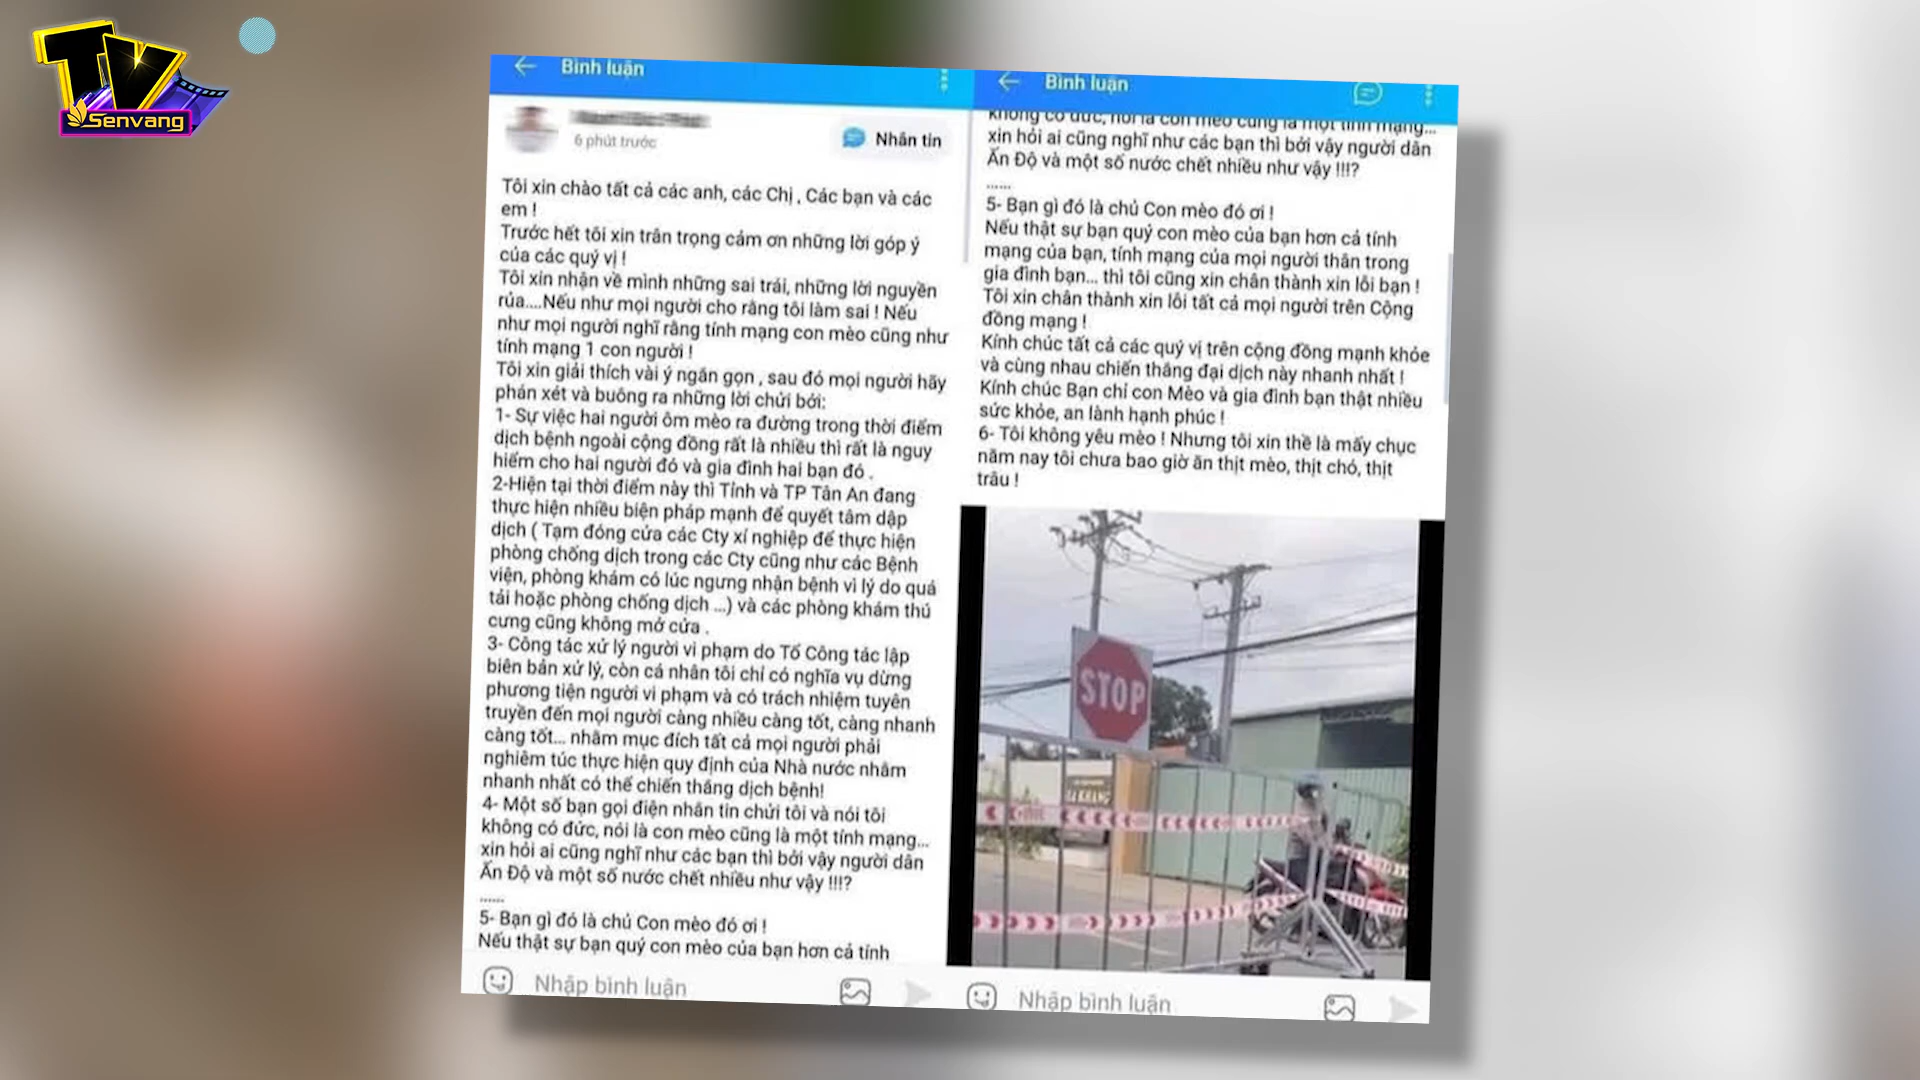 TV
Senvang
Bình luận
6 phút trước
Nhắn tin
Tôi xin chào tất cả các anh, các Chị , Các bạn và các
em !
Trước hết tôi xin trân trọng cảm ơn những lời góp ý
của các quý vị !
Tôi xin nhận về mình những sai trái, những lời nguyền
rủa....Nếu như mọi người cho rằng tôi làm sai ! Nếu
như mọi người nghĩ rằng tính mạng con mèo cũng như
tính mạng 1 con người !
Tôi xin giải thích vài ý ngắn gọn , sau đó mọi người hãy
phán xét và buông ra những lời chửi bới:
1- Sự việc hai người ôm mèo ra đường trong thời điểm
dịch bệnh ngoài cộng đồng rất là nhiều thì rất là nguy
hiểm cho hai người đó và gia đình hai bạn đó .
2-Hiện tại thời điểm này thì Tỉnh và TP Tân An đang
thực hiện nhiều biện pháp mạnh để quyết tâm dập
dịch ( Tạm đóng cửa các Cty xí nghiệp để thực hiện
phòng chống dịch trong các Cty cũng như các Bệnh
viện, phòng khám có lúc ngưng nhận bệnh vì lý do quá
tải hoặc phòng chống dịch ...) và các phòng khám thú
cưng cũng không mở cửa .
3- Công tác xử lý người vi phạm do Tổ Công tác lập
biên bản xử lý, còn cá nhân tôi chỉ có nghĩa vụ dừng
phương tiện người vi phạm và có trách nhiệm tuyên
truyền đến mọi người càng nhiều càng tốt, càng nhanh
càng tốt... nhằm mục đích tất cả mọi người phải
nghiêm túc thực hiện quy định của Nhà nước nhằm
nhanh nhất có thể chiến thắng dịch bệnh!
4- Một số bạn gọi điện nhắn tin chửi tôi và nói tôi
không có đức, nói là con mèo cũng là một tính mạng...
xin hỏi ai cũng nghĩ như các bạn thì bởi vậy người dân
Ấn Độ và một số nước chết nhiều như vậy !!!?
......
5- Bạn gì đó là chủ Con mèo đó ơi !
Nếu thật sự bạn quý con mèo của bạn hơn cả tính
Nhập bình luận
Bình luận
không có đức, nói là con mèo cũng là một tính mạng...
xin hỏi ai cũng nghĩ như các bạn thì bởi vậy người dân
Ấn Độ và một số nước chết nhiều như vậy !!!?
......
5- Bạn gì đó là chủ Con mèo đó ơi !
Nếu thật sự bạn quý con mèo của bạn hơn cả tính
mạng của bạn, tính mạng của mọi người thân trong
gia đình bạn... thì tôi cũng xin chân thành xin lỗi bạn !
Tôi xin chân thành xin lỗi tất cả mọi người trên Cộng
đồng mạng !
Kính chúc tất cả các quý vị trên cộng đồng mạnh khỏe
và cùng nhau chiến thắng đại dịch này nhanh nhất !
Kính chúc Bạn chỉ con Mèo và gia đình bạn thật nhiều
sức khỏe, an lành hạnh phúc !
6- Tôi không yêu mèo ! Nhưng tôi xin thề là mấy chục
năm nay tôi chưa bao giờ ăn thịt mèo, thịt chó, thịt
trâu !
STOP
Nhập bình luận